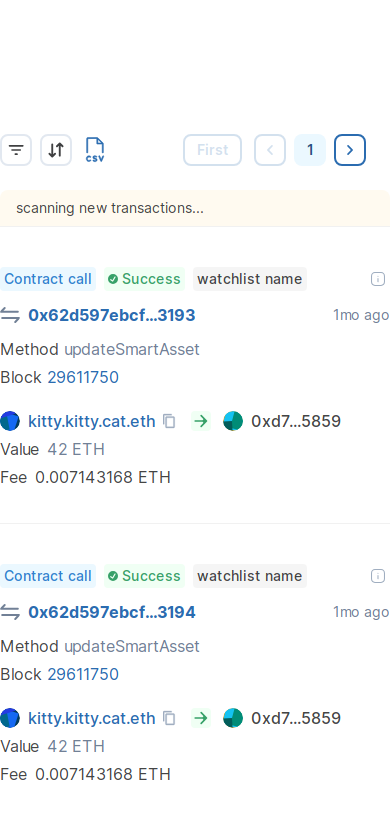 CSV First 1
scanning new transactions...
Contract call Success watchlist name
0x62d597ebcf...3193 1mo ago
Method updateSmartAsset
Block 29611750
kitty.kitty.cat.eth 0xd7...5859
Value 42 ETH
Fee 0.007143168 ETH
Contract call Success watchlist name
0x62d597ebcf...3194 1mo ago
Method updateSmartAsset
Block 29611750
kitty.kitty.cat.eth 0xd7...5859
Value 42 ETH
Fee 0.007143168 ETH